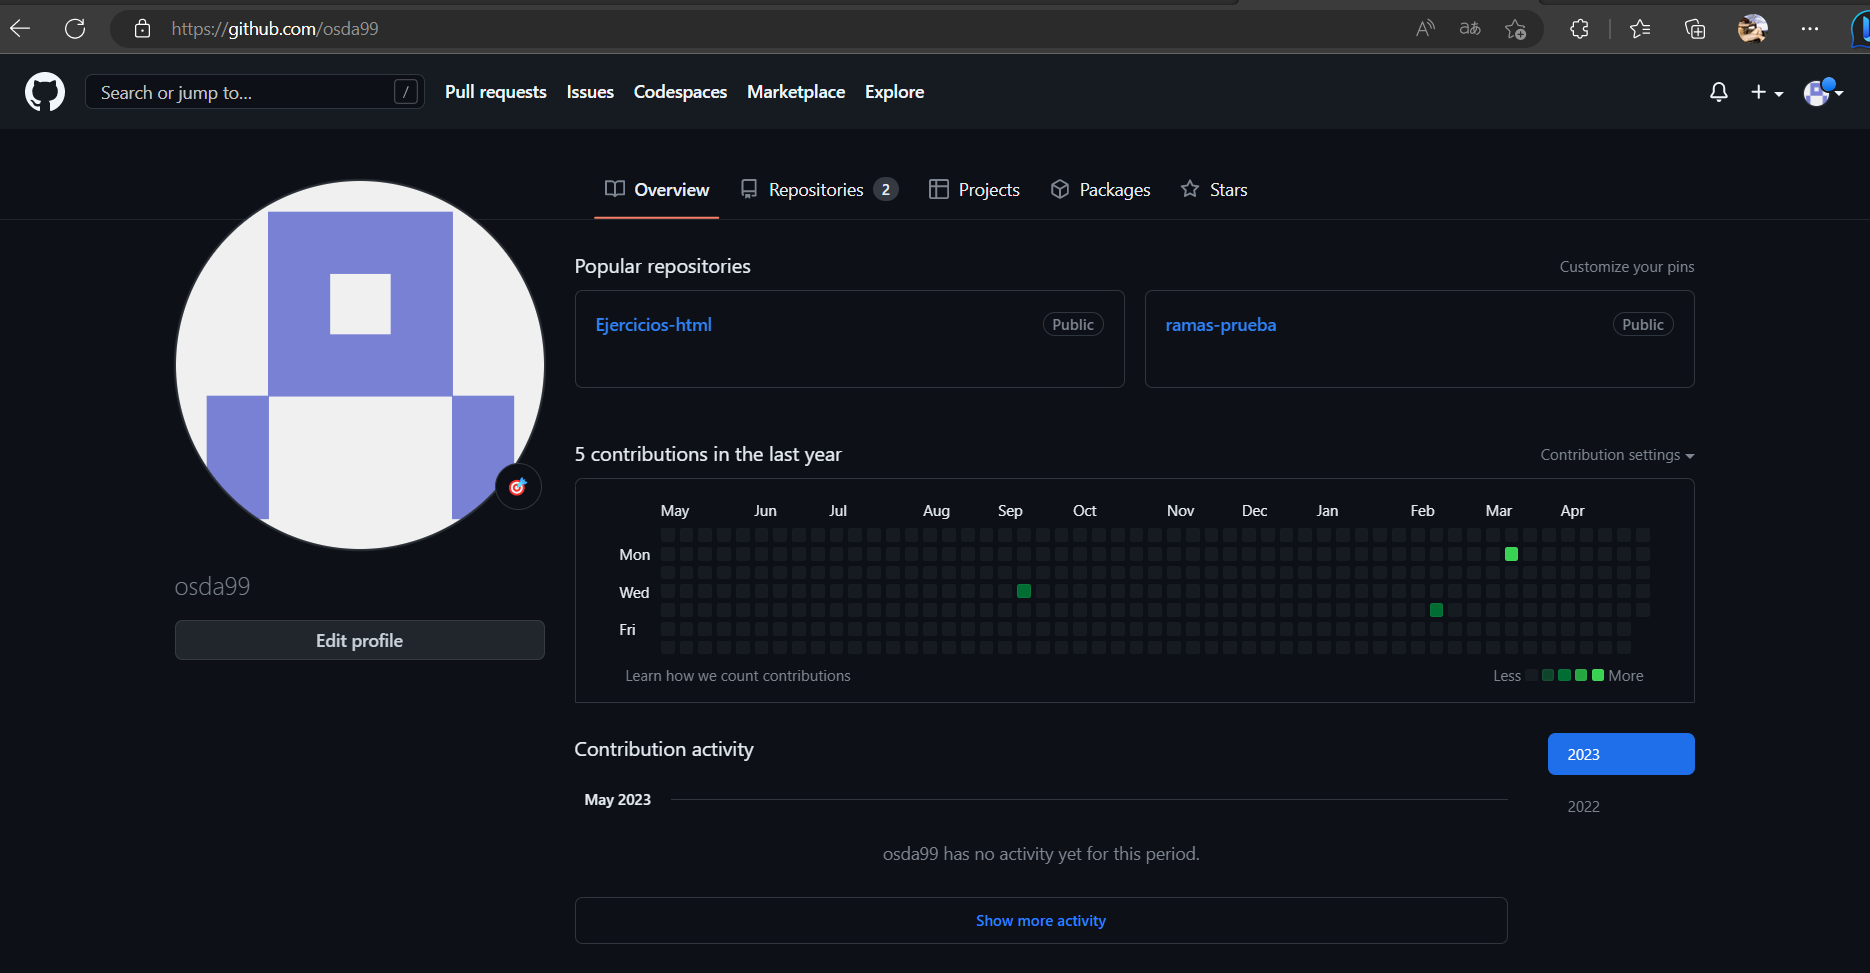 https://github.com/osda99
Search or jump to... /
Pull requests Issues Codespaces Marketplace Explore
Overview Repositories 2 Projects Packages Stars
Popular repositories Customize your pins
Ejercicios-html Public ramas-prueba Public
5 contributions in the last year Contribution settings
May Jun Jul Aug Sep Oct Nov Dec Jan Feb Mar Apr
Mon
Wed
Fri
Learn how we count contributions Less More
osda99
Edit profile
Contribution activity
2023
2022
May 2023
osda99 has no activity yet for this period.
Show more activity